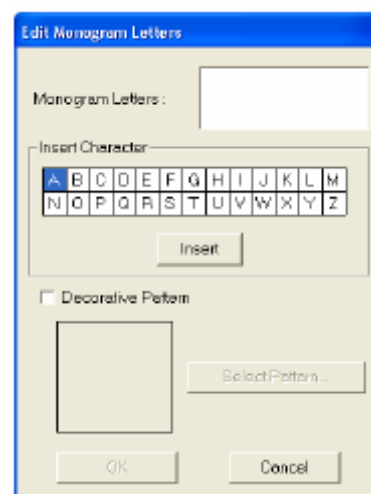 Edit Monogram Letters
Monogram Letters :
Insert Character
A B C D E F G H I J K L M
N O P Q R S T U V W X Y Z
Insert
Decorative Pattern
Select Pattern...
OK
Cancel